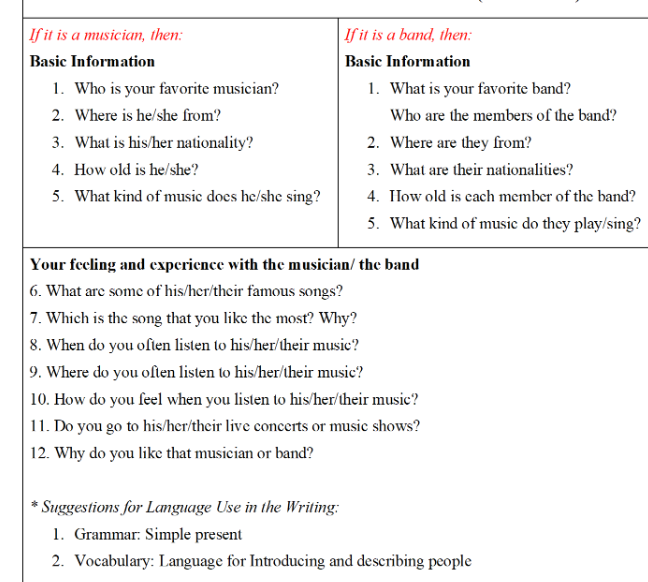 If it is a musician, then:
Basic Information
1. Who is your favorite musician?
2. Where is he/she from?
3. What is his/her nationality?
4. How old is he/she?
5. What kind of music does he/she sing?
If it is a band, then:
Basic Information
1. What is your favorite band?
Who are the members of the band?
2. Where are they from?
3. What are their nationalities?
4. How old is each member of the band?
5. What kind of music do they play/sing?
Your feeling and experience with the musician/ the band
6. What are some of his/her/their famous songs?
7. Which is the song that you like the most? Why?
8. When do you often listen to his/her/their music?
9. Where do you often listen to his/her/their music?
10. How do you feel when you listen to his/her/their music?
11. Do you go to his/her/their live concerts or music shows?
12. Why do you like that musician or band?
* Suggestions for Language Use in the Writing:
1. Grammar: Simple present
2. Vocabulary: Language for Introducing and describing people